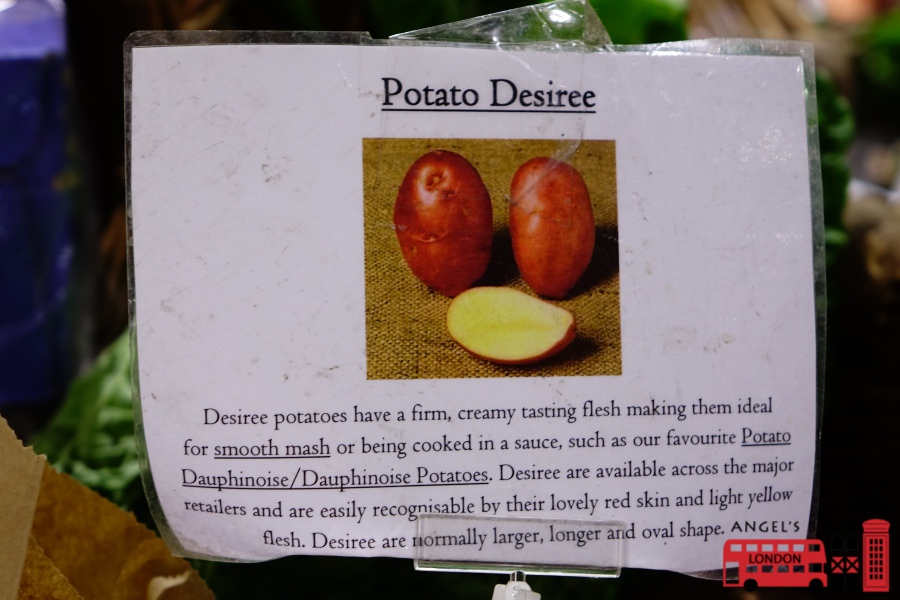 Potato Desiree
Desiree potatoes have a firm, creamy tasting flesh making them ideal
for smooth mash or being cooked in a sauce, such as our favourite Potato
Dauphinoise/Dauphinoise Potatoes. Desiree are available across the major
retailers and are easily recognisable by their lovely red skin and light yellow
flesh. Desiree are normally larger, longer and oval shape.
ANGEL'S
LONDON